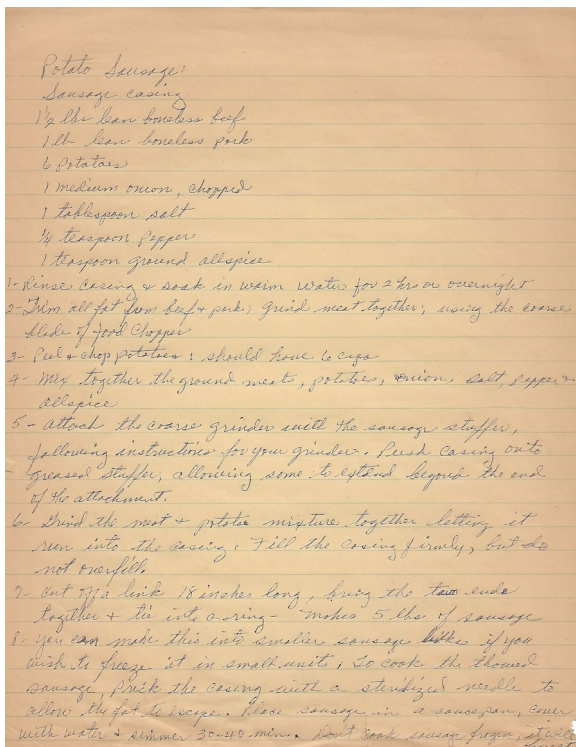 Potato Sausage:
Sausage casing
1½ lbs lean boneless beef
1 lb lean boneless pork
6 Potatoes
1 medium onion, chopped
1 tablespoon salt
¼ teaspoon Pepper
1 teaspoon ground allspice
1- Rinse casing & soak in warm water for 2 hrs or overnight
2- Trim all fat from beef & pork; grind meat together; using the coarse
blade of food chopper
3- Peel & chop potatoes; should have 6 cups
4- Mix together the ground meats, potatoes, onion, salt, pepper &
allspice
5- Attach the coarse grinder with the sausage stuffer,
following instructions for your grinder. Push casing onto
greased stuffer, allowing some to extend beyond the end
of the attachment.
6- Grind the meat & potatoe mixture together letting it
run into the casing. Fill the casing firmly, but do
not overfill.
7- Cut off a link 18 inches long, bring the two ends
together & tie into a ring - makes 5 lbs of sausage
8- You can make this into smaller sausage links if you
wish to freeze it in small units. To cook the thawed
sausage, prick the casing with a sterilized needle to
allow the fat to escape. Place sausage in a saucepan, cover
with water & simmer 30-40 min. Don't cook sausage frozen, it will